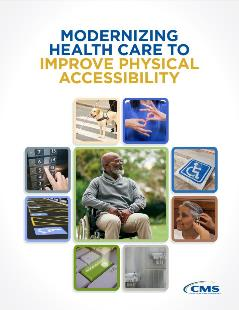 MODERNIZING
HEALTH CARE TO
IMPROVE PHYSICAL
ACCESSIBILITY
CMS